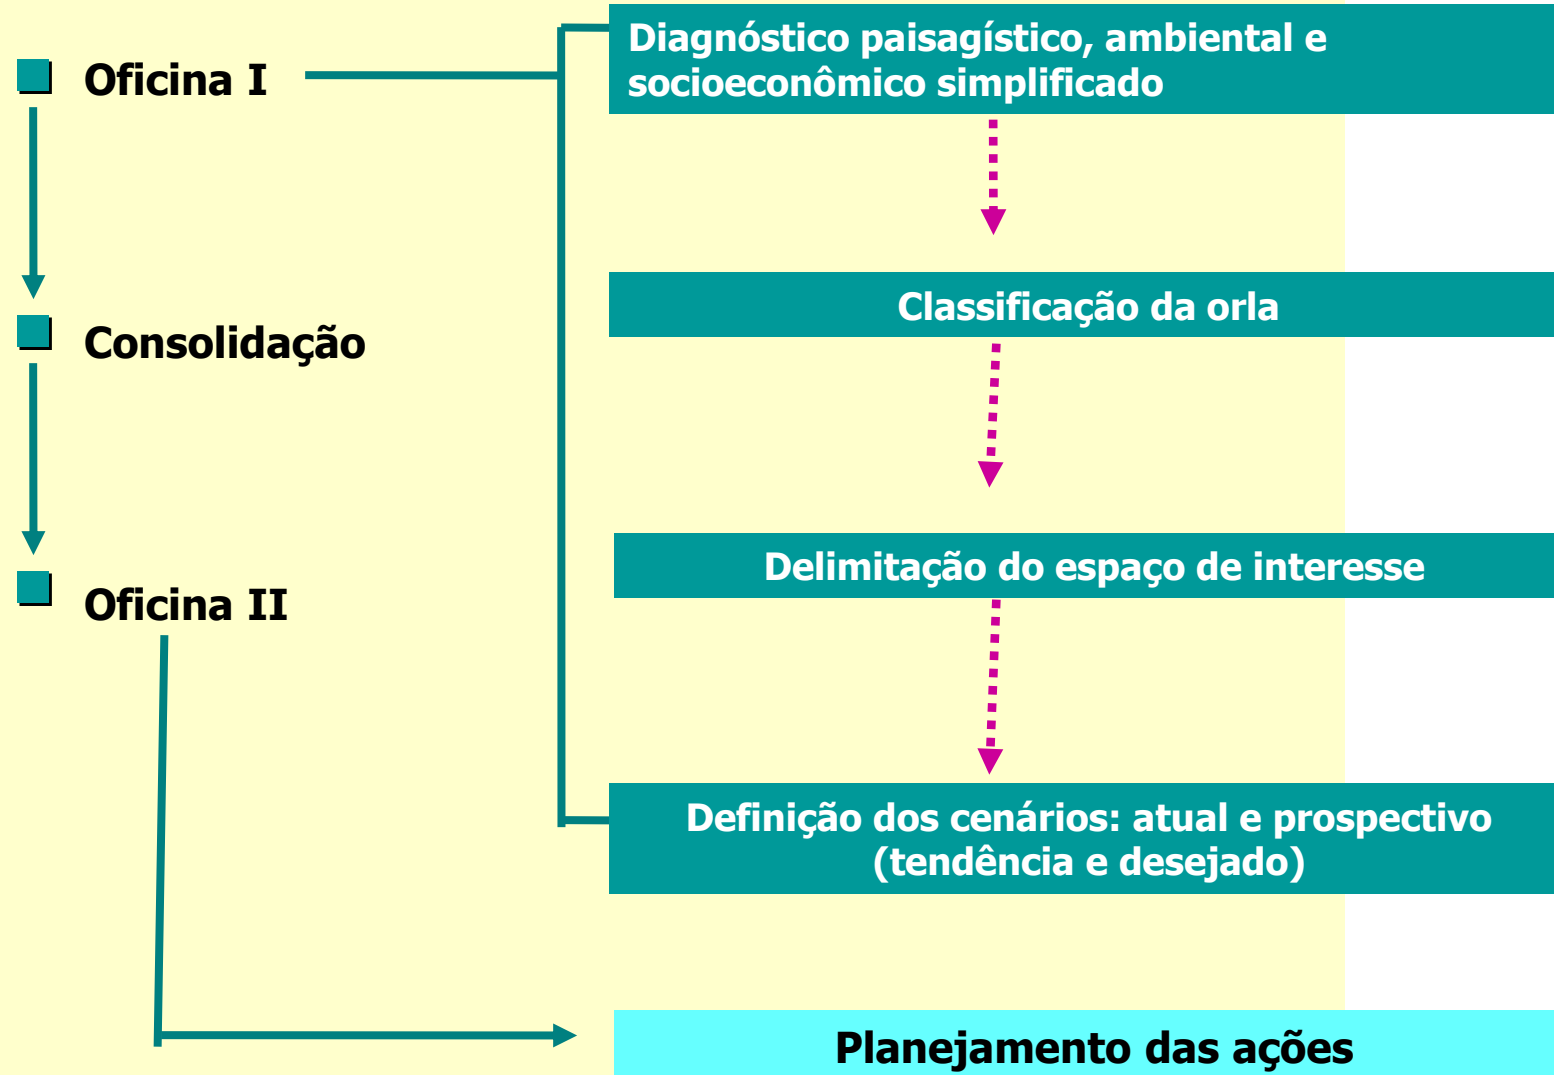 Oficina I
Consolidação
Oficina II
Diagnóstico paisagístico, ambiental e
socioeconômico simplificado
Classificação da orla
Delimitação do espaço de interesse
Definição dos cenários: atual e prospectivo
(tendência e desejado)
Planejamento das ações